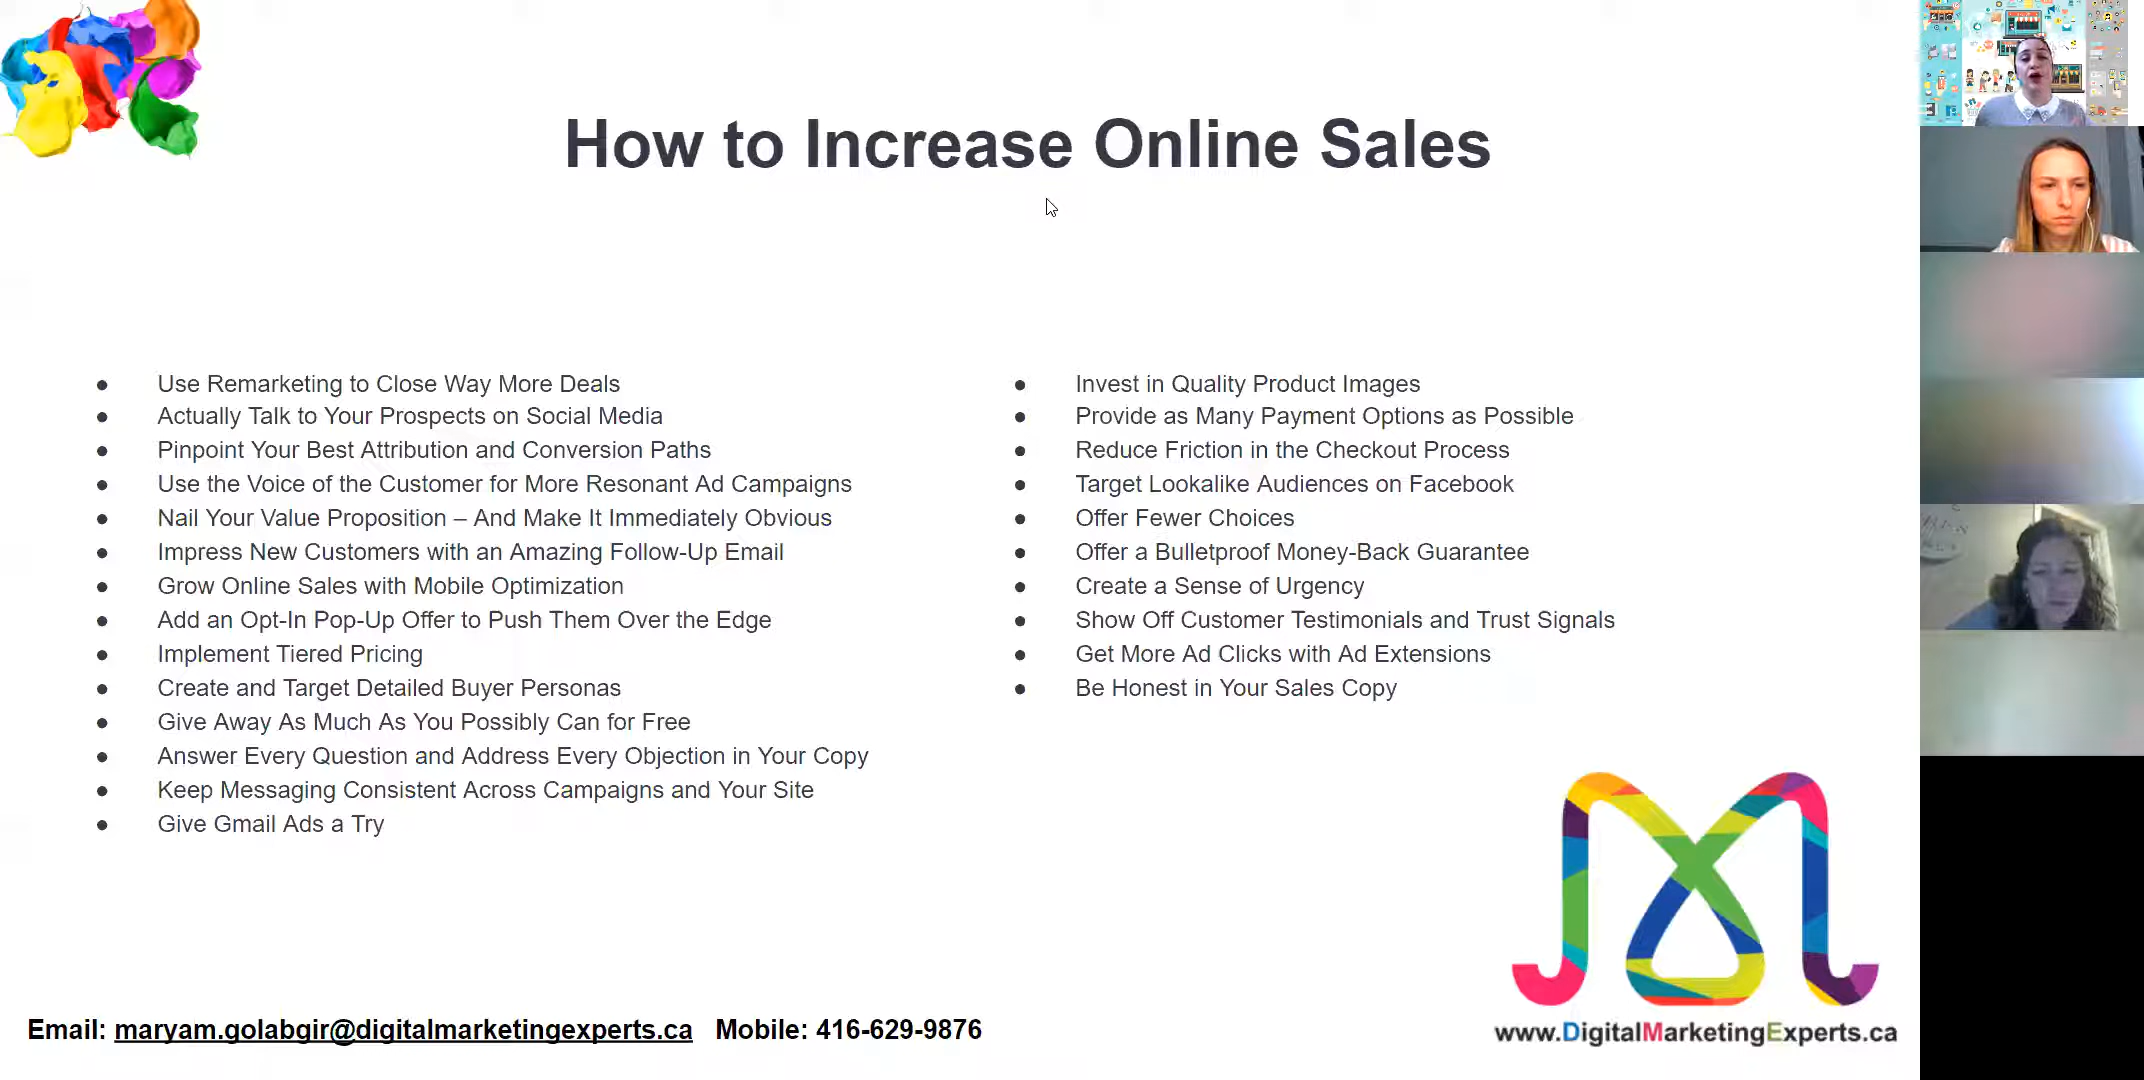 How to Increase Online Sales
Use Remarketing to Close Way More Deals
Actually Talk to Your Prospects on Social Media
Pinpoint Your Best Attribution and Conversion Paths
Use the Voice of the Customer for More Resonant Ad Campaigns
Nail Your Value Proposition – And Make It Immediately Obvious
Impress New Customers with an Amazing Follow-Up Email
Grow Online Sales with Mobile Optimization
Add an Opt-In Pop-Up Offer to Push Them Over the Edge
Implement Tiered Pricing
Create and Target Detailed Buyer Personas
Give Away As Much As You Possibly Can for Free
Answer Every Question and Address Every Objection in Your Copy
Keep Messaging Consistent Across Campaigns and Your Site
Give Gmail Ads a Try
Invest in Quality Product Images
Provide as Many Payment Options as Possible
Reduce Friction in the Checkout Process
Target Lookalike Audiences on Facebook
Offer Fewer Choices
Offer a Bulletproof Money-Back Guarantee
Create a Sense of Urgency
Show Off Customer Testimonials and Trust Signals
Get More Ad Clicks with Ad Extensions
Be Honest in Your Sales Copy
Email: maryam.golabgir@digitalmarketingexperts.ca Mobile: 416-629-9876
www.DigitalMarketingExperts.ca